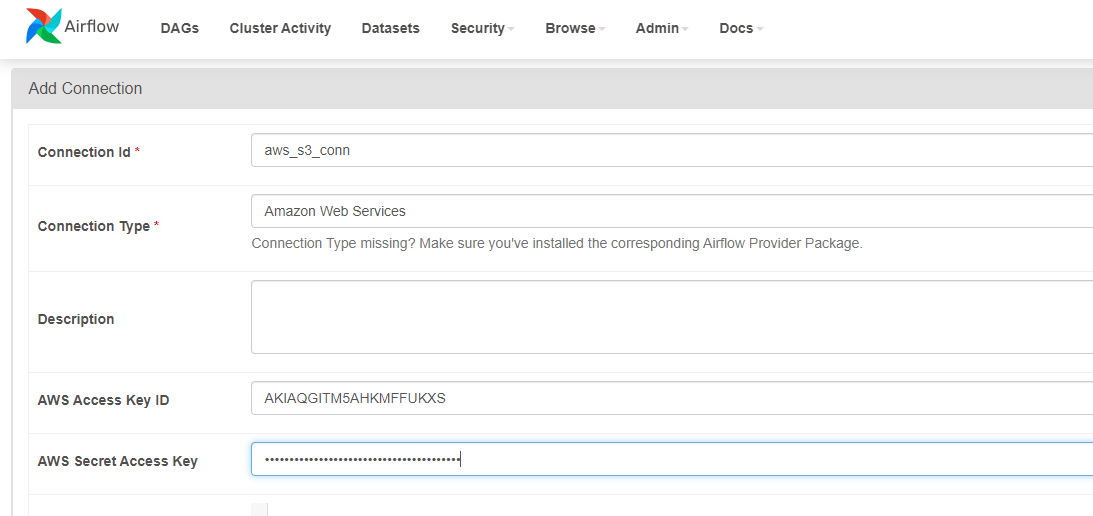 Airflow DAGs Cluster Activity Datasets Security Browse Admin Docs
Add Connection
Connection Id * aws_s3_conn
Connection Type * Amazon Web Services
Connection Type missing? Make sure you've installed the corresponding Airflow Provider Package.
Description
AWS Access Key ID AKIAQGITM5AHKMFFUKXS
AWS Secret Access Key ••••••••••••••••••••••••••••••••••••••••